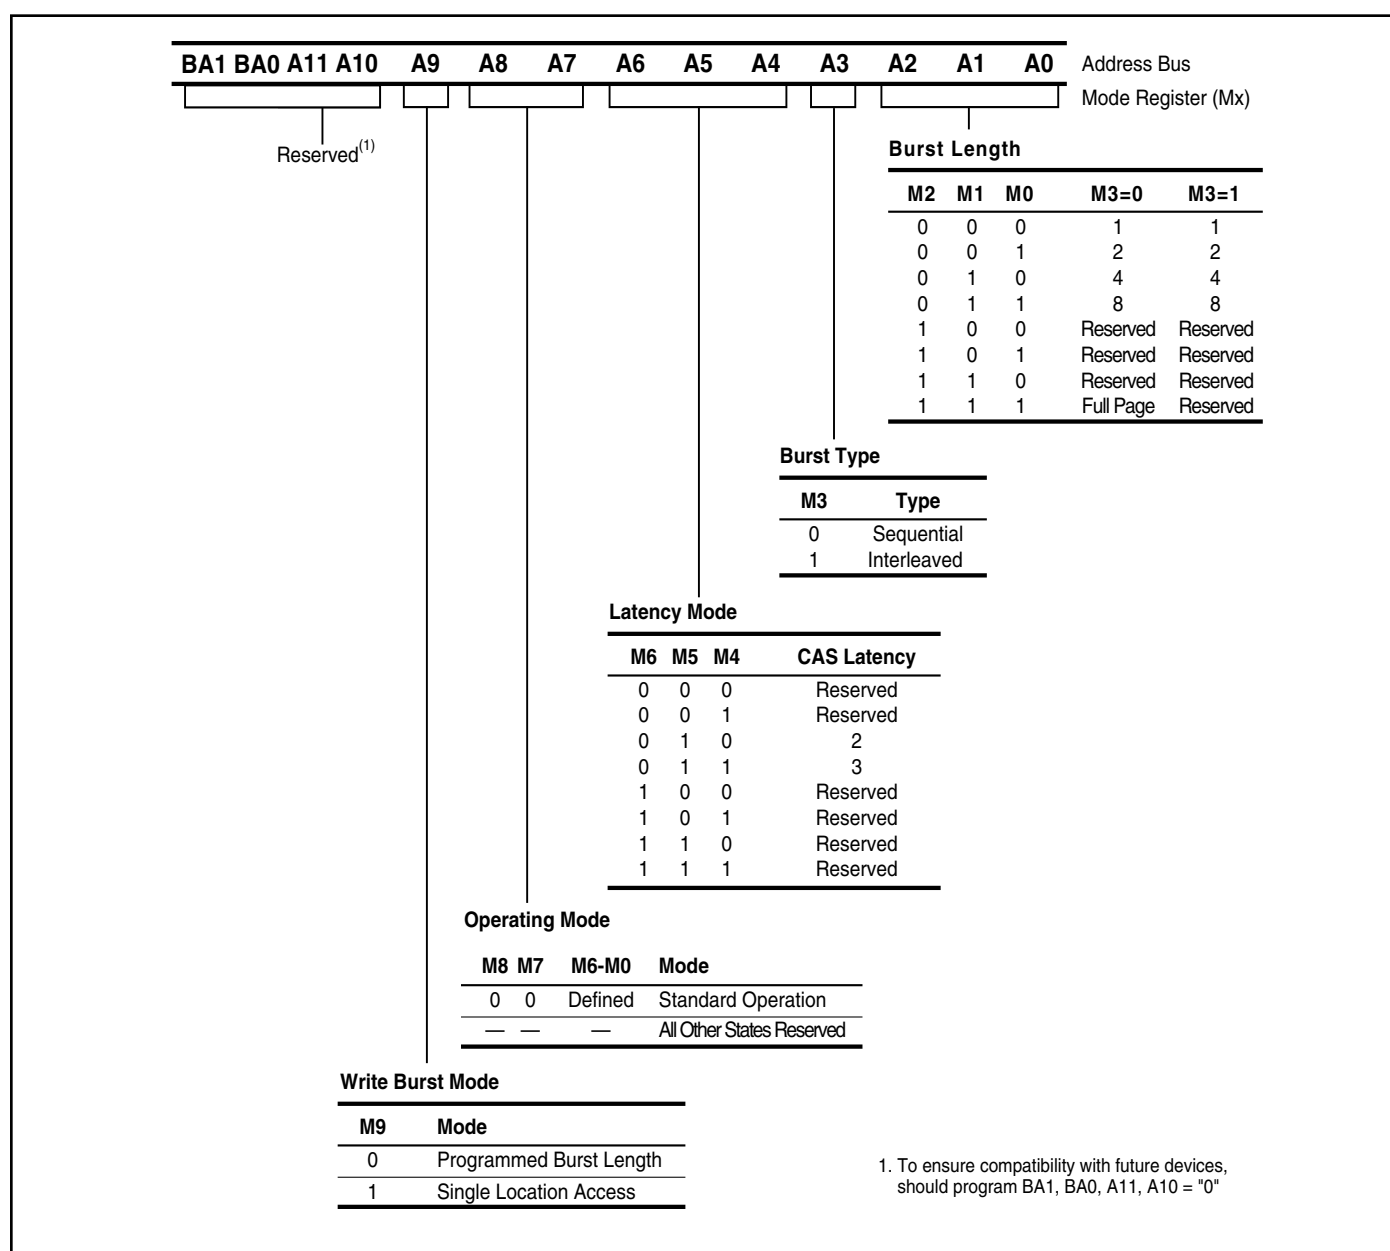 BA1 BA0 A11 A10 A9 A8 A7 A6 A5 A4 A3 A2 A1 A0 Address Bus
Mode Register (Mx)
Reserved(1)
Burst Length
M2 M1 M0 M3=0 M3=1
0 0 0 1 1
0 0 1 2 2
0 1 0 4 4
0 1 1 8 8
1 0 0 Reserved Reserved
1 0 1 Reserved Reserved
1 1 0 Reserved Reserved
1 1 1 Full Page Reserved
Burst Type
M3 Type
0 Sequential
1 Interleaved
Latency Mode
M6 M5 M4 CAS Latency
0 0 0 Reserved
0 0 1 Reserved
0 1 0 2
0 1 1 3
1 0 0 Reserved
1 0 1 Reserved
1 1 0 Reserved
1 1 1 Reserved
Operating Mode
M8 M7 M6-M0 Mode
0 0 Defined Standard Operation
— — — All Other States Reserved
Write Burst Mode
M9 Mode
0 Programmed Burst Length
1 Single Location Access
1. To ensure compatibility with future devices,
should program BA1, BA0, A11, A10 = "0"